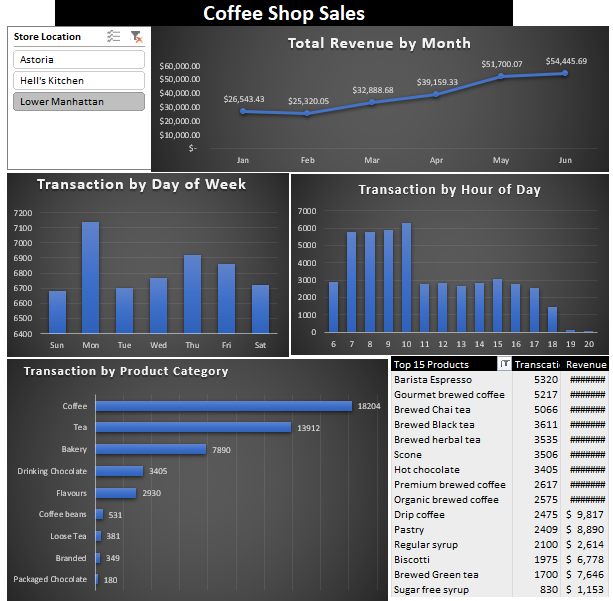 Coffee Shop Sales
Store Location
Astoria
Hell's Kitchen
Lower Manhattan
Total Revenue by Month
$60,000.00
$50,000.00
$40,000.00
$30,000.00
$20,000.00
$10,000.00
$-
$26,543.43
$25,320.05
$32,888.68
$39,159.33
$51,700.07
$54,445.69
Jan Feb Mar Apr May Jun
Transaction by Day of Week
7200
7100
7000
6900
6800
6700
6600
6500
6400
Sun Mon Tue Wed Thu Fri Sat
Transaction by Hour of Day
7000
6000
5000
4000
3000
2000
1000
0
6 7 8 9 10 11 12 13 14 15 16 17 18 19 20
Transaction by Product Category
Coffee 18204
Tea 13912
Bakery 7890
Drinking Chocolate 3405
Flavours 2930
Coffee beans 531
Loose Tea 381
Branded 349
Packaged Chocolate 180
Top 15 Products Transcati Revenue
Barista Espresso 5320 #######
Gourmet brewed coffee 5217 #######
Brewed Chai tea 5066 #######
Brewed Black tea 3611 #######
Brewed herbal tea 3535 #######
Scone 3506 #######
Hot chocolate 3405 #######
Premium brewed coffee 2617 #######
Organic brewed coffee 2575 #######
Drip coffee 2475 $ 9,817
Pastry 2409 $ 8,890
Regular syrup 2100 $ 2,614
Biscotti 1975 $ 6,778
Brewed Green tea 1700 $ 7,646
Sugar free syrup 830 $ 1,153